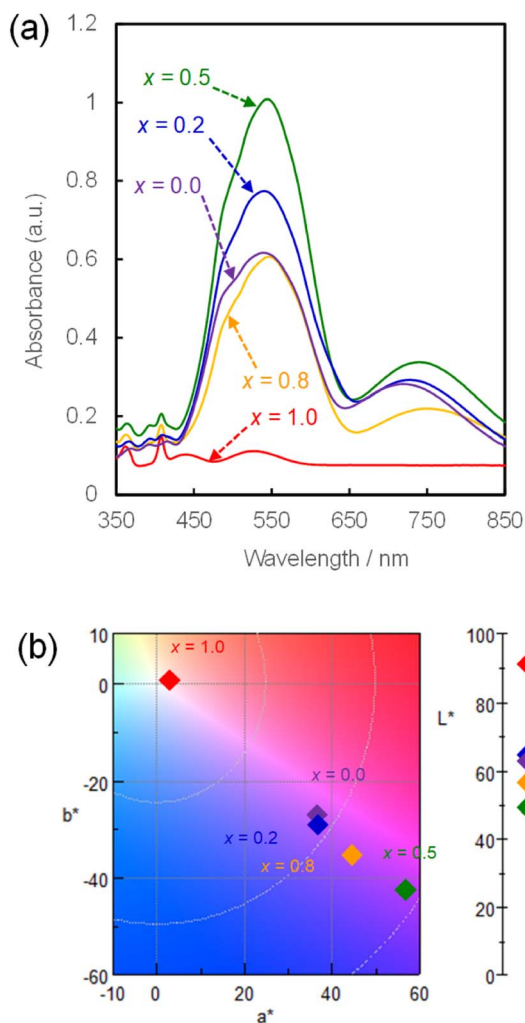 (a)
1.2
1
0.8
0.6
0.4
0.2
0
Absorbance (a.u.)
x = 0.5
x = 0.2
x = 0.0
x = 0.8
x = 1.0
350 450 550 650 750 850
Wavelength / nm
(b)
10
0
-20
-40
-60
b*
x = 1.0
x = 0.0
x = 0.2
x = 0.8
x = 0.5
-10 0 20 40 60
a*
100
L*
80
60
40
20
0